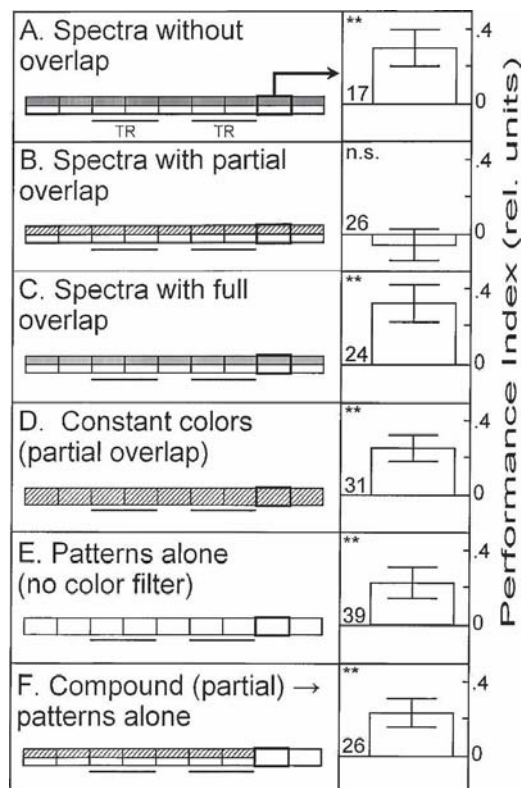 A. Spectra without
overlap
TR TR
**
17
.4
0
B. Spectra with partial
overlap
n.s.
26
.4
0
C. Spectra with full
overlap
**
24
.4
0
D. Constant colors
(partial overlap)
**
31
.4
0
E. Patterns alone
(no color filter)
**
39
.4
0
F. Compound (partial) →
patterns alone
**
26
.4
0
Performance Index (rel. units)